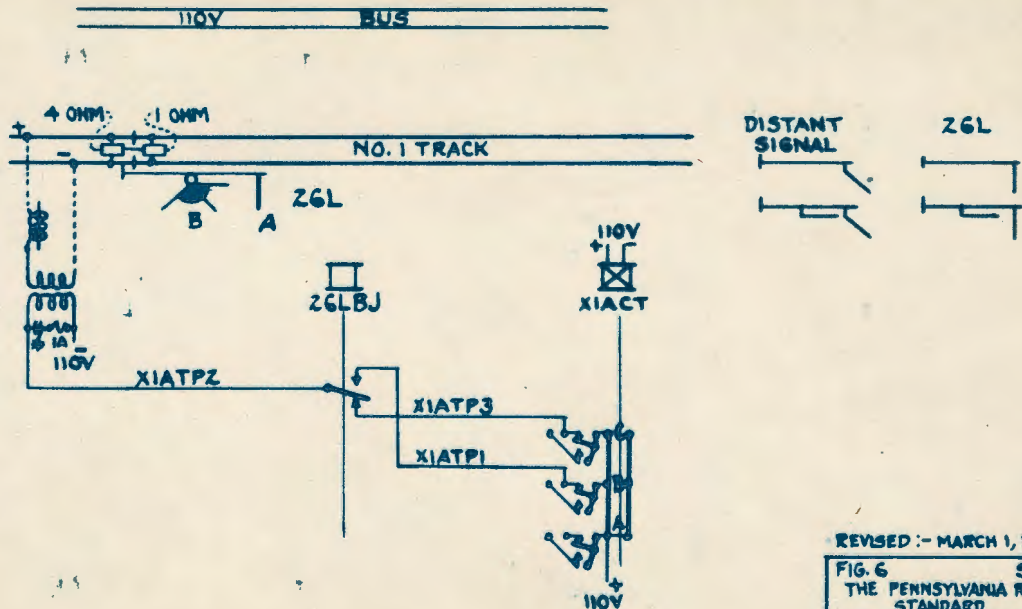 110V BUS
4 OHM 1 OHM
+
NO. 1 TRACK
-
26L
B A
DISTANT SIGNAL
26L
110V
+ -
26LBJ
X1ACT
1A
-
110V
X1ATP2
X1ATP3
X1ATP1
A
+
110V
REVISED :- MARCH 1,
FIG. 6
THE PENNSYLVANIA
STANDARD